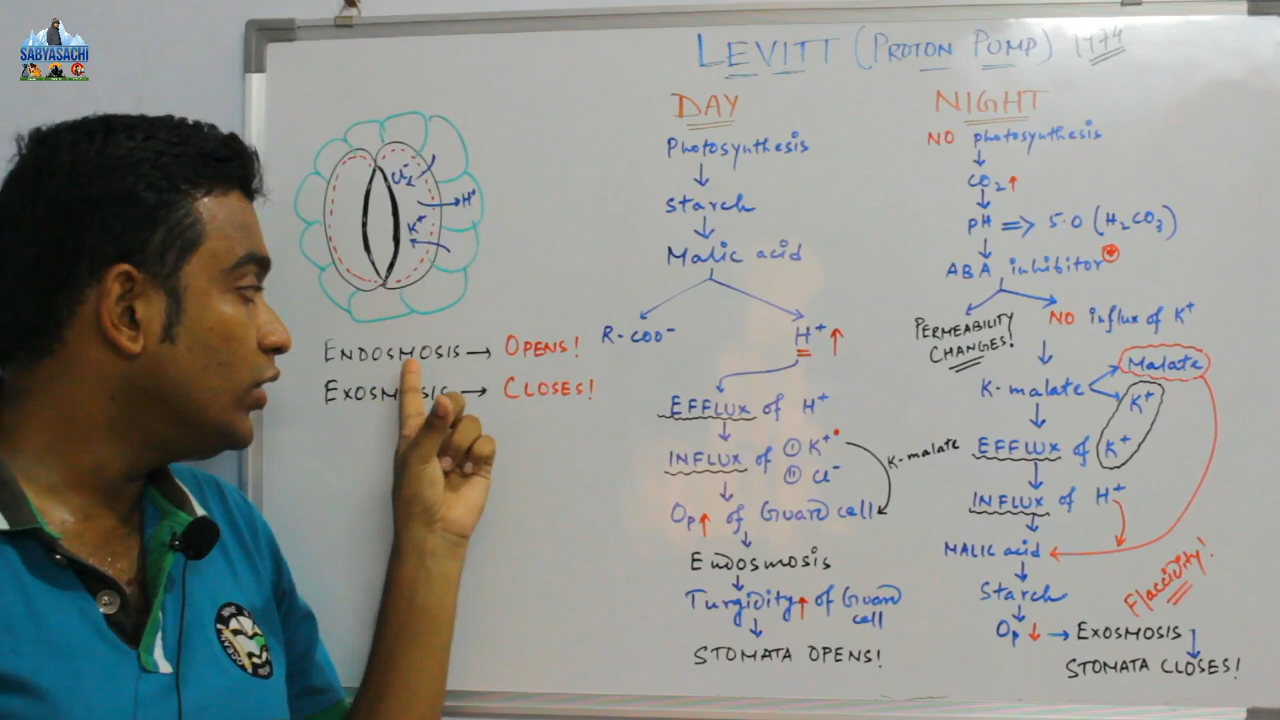 SABYASACHI
LEVITT (PROTON PUMP) 1974
Cl-
H+
K+
ENDOSMOSIS → OPENS!
EXOSMOSIS → CLOSES!
DAY
Photosynthesis
↓
Starch
↓
Malic acid
R-COO- H+ ↑
EFFLUX of H+
↓
INFLUX of (I) K+
(II) Cl-
K-malate
↓
Op↑ of Guard cell
↓
Endosmosis
↓
Turgidity↑ of Guard
cell
↓
STOMATA OPENS!
NIGHT
NO photosynthesis
↓
CO2↑
↓
pH => 5.0 (H2CO3)
↓
ABA inhibitor
PERMEABILITY
CHANGES!
NO influx of K+
↓
K-malate
Malate
K+
↓
EFFLUX of K+
↓
INFLUX of H+
↓
MALIC acid
↓
Starch
Flaccidity!
↓
Op ↓ → EXOSMOSIS
STOMATA CLOSES!